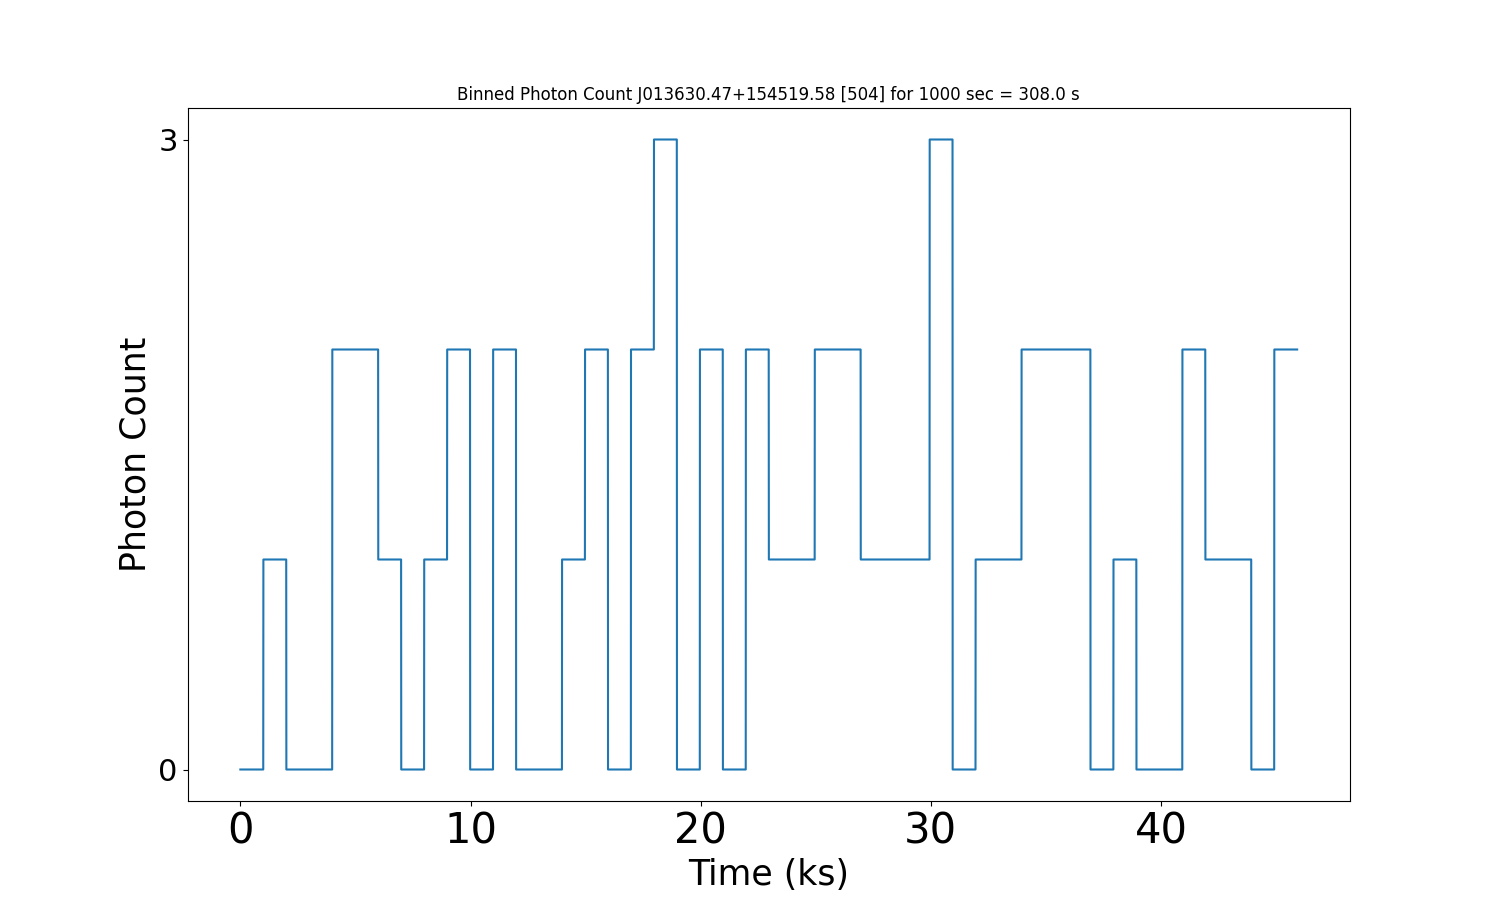 Binned Photon Count J013630.47+154519.58 [504] for 1000 sec = 308.0 s
3
0
Photon Count
0 10 20 30 40
Time (ks)